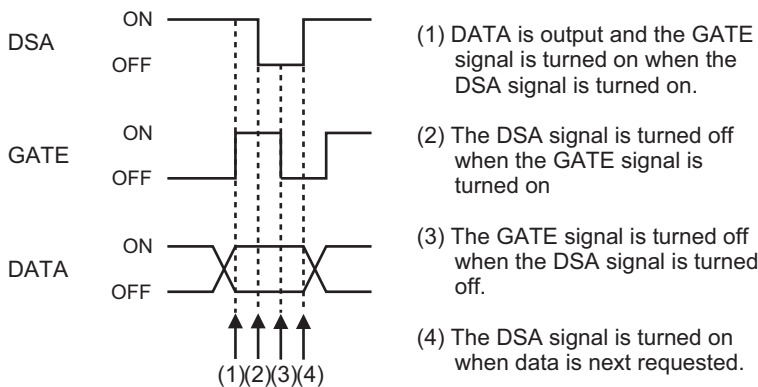 DSA
ON
OFF
GATE
ON
OFF
DATA
ON
OFF
(1)(2)(3)(4)
(1) DATA is output and the GATE
signal is turned on when the
DSA signal is turned on.
(2) The DSA signal is turned off
when the GATE signal is
turned on
(3) The GATE signal is turned off
when the DSA signal is turned
off.
(4) The DSA signal is turned on
when data is next requested.